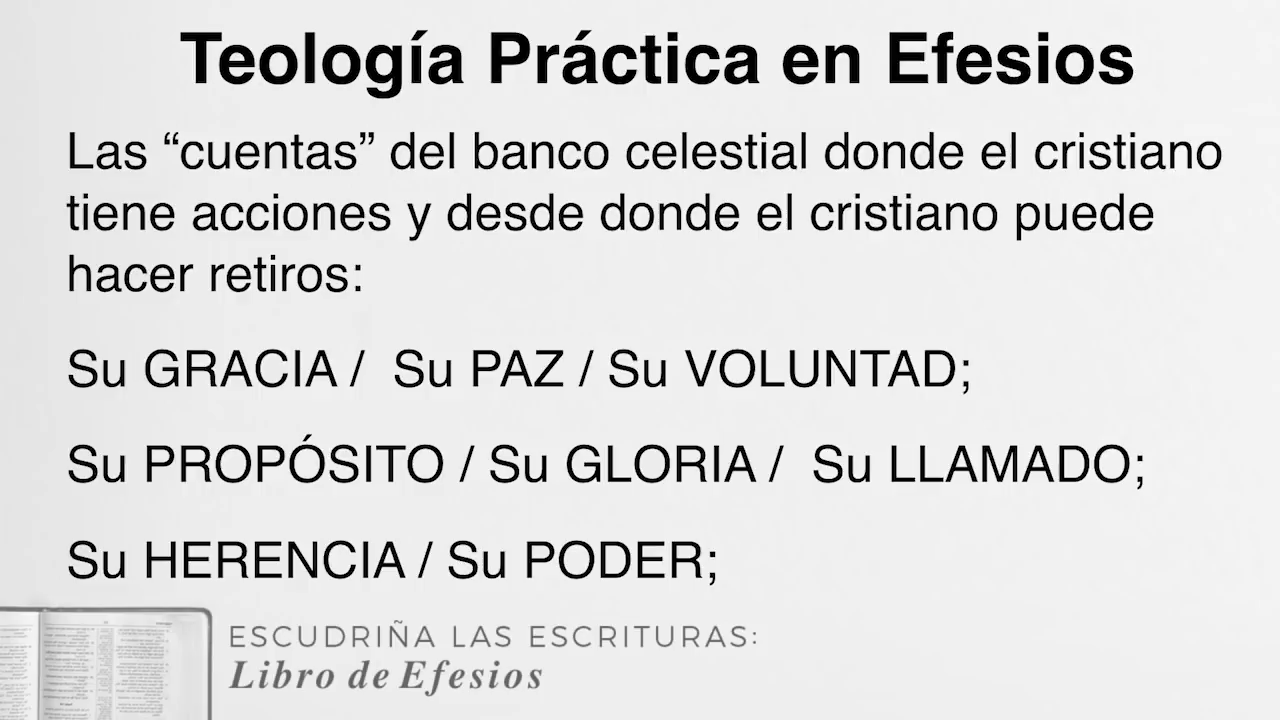 Teología Práctica en Efesios
Las “cuentas” del banco celestial donde el cristiano
tiene acciones y desde donde el cristiano puede
hacer retiros:
Su GRACIA /  Su PAZ / Su VOLUNTAD;
Su PROPÓSITO / Su GLORIA /  Su LLAMADO;
Su HERENCIA / Su PODER;
ESCUDRIÑA LAS ESCRITURAS:
Libro de Efesios